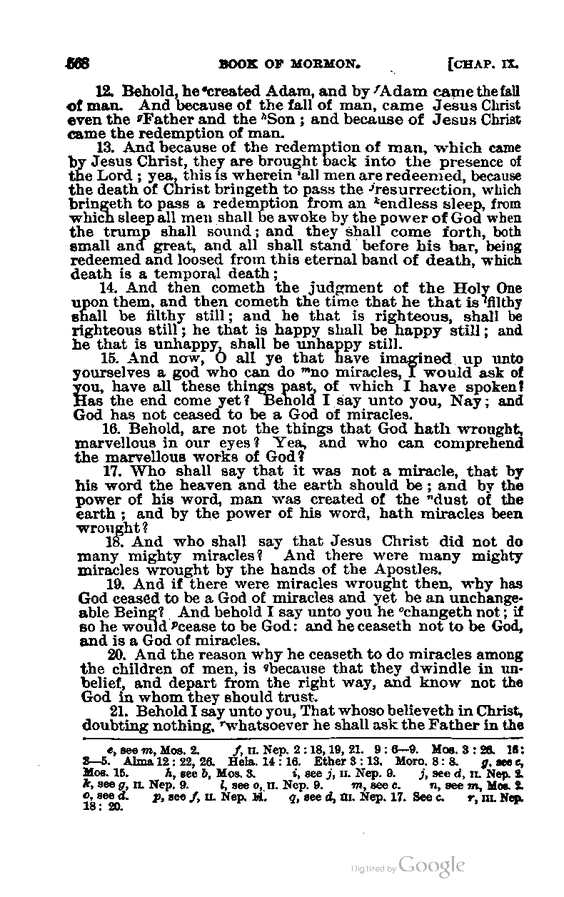 568 BOOK OF MORMON. [CHAP. IX.
12. Behold, he ᵉcreated Adam, and by ᶠAdam came the fall
of man. And because of the fall of man, came Jesus Christ
even the ᵍFather and the ʰSon; and because of Jesus Christ
came the redemption of man.
13. And because of the redemption of man, which came
by Jesus Christ, they are brought back into the presence of
the Lord; yea, this is wherein ⁱall men are redeemed, because
the death of Christ bringeth to pass the ʲresurrection, which
bringeth to pass a redemption from an ᵏendless sleep, from
which sleep all men shall be awoke by the power of God when
the trump shall sound; and they shall come forth, both
small and great, and all shall stand before his bar, being
redeemed and loosed from this eternal band of death, which
death is a temporal death;
14. And then cometh the judgment of the Holy One
upon them, and then cometh the time that he that is ˡfilthy
shall be filthy still; and he that is righteous, shall be
righteous still; he that is happy shall be happy still; and
he that is unhappy, shall be unhappy still.
15. And now, O all ye that have imagined up unto
yourselves a god who can do ᵐno miracles, I would ask of
you, have all these things past, of which I have spoken?
Has the end come yet? Behold I say unto you, Nay; and
God has not ceased to be a God of miracles.
16. Behold, are not the things that God hath wrought,
marvellous in our eyes? Yea, and who can comprehend
the marvellous works of God?
17. Who shall say that it was not a miracle, that by
his word the heaven and the earth should be; and by the
power of his word, man was created of the ⁿdust of the
earth; and by the power of his word, hath miracles been
wrought?
18. And who shall say that Jesus Christ did not do
many mighty miracles? And there were many mighty
miracles wrought by the hands of the Apostles.
19. And if there were miracles wrought then, why has
God ceased to be a God of miracles and yet be an unchange-
able Being? And behold I say unto you he ᵒchangeth not; if
so he would ᵖcease to be God: and he ceaseth not to be God,
and is a God of miracles.
20. And the reason why he ceaseth to do miracles among
the children of men, is ᑫbecause that they dwindle in un-
belief, and depart from the right way, and know not the
God in whom they should trust.
21. Behold I say unto you, That whoso believeth in Christ,
doubting nothing, ʳwhatsoever he shall ask the Father in the
e, see m, Mos. 2. f, II. Nep. 2: 18, 19, 21. 9: 6—9. Mos. 3: 26. 16:
3—5. Alma 12: 22, 26. Hela. 14: 16. Ether 3: 13. Moro. 8: 8. g, see c,
Mos. 15. h, see b, Mos. 3. i, see j, II. Nep. 9. j, see d, II. Nep. 2.
k, see g, II. Nep. 9. l, see o, II. Nep. 9. m, see c. n, see m, Mos. 2.
o, see d. p, see f, II. Nep. q, see d, III. Nep. 17. See c. r, III. Nep.
18: 20.
Digitized by Google